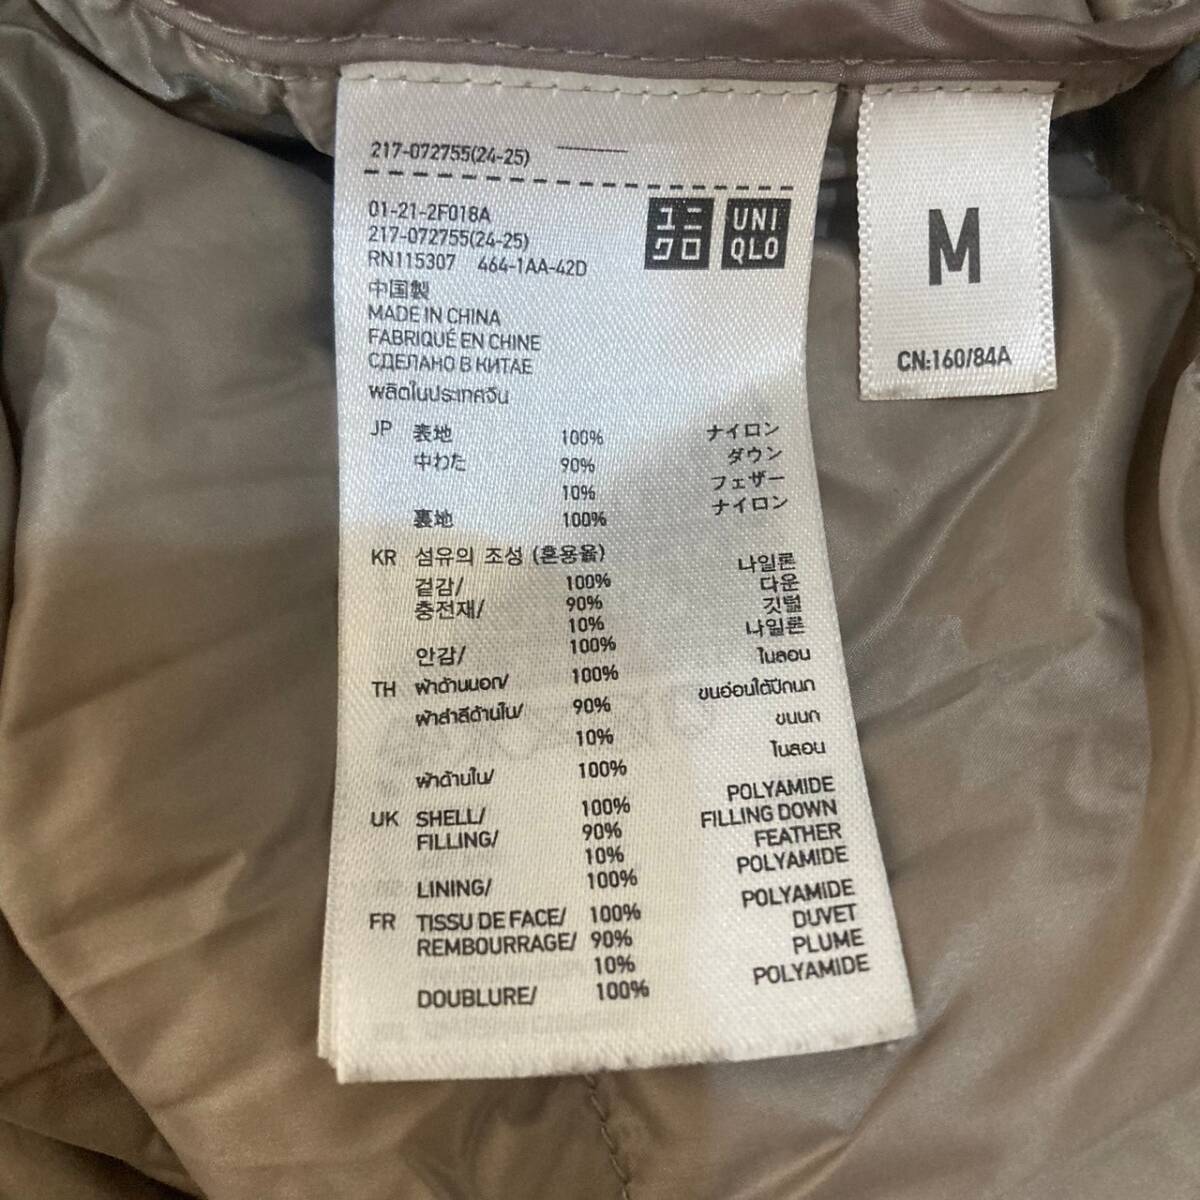 217-072755(24-25)
01-21-2F018A
217-072755(24-25)
RN115307 464-1AA-42D
ユニクロ
UNIQLO
中国製
MADE IN CHINA
FABRIQUÉ EN CHINE
СДЕЛАНО В КИТАЕ
ผลิตในประเทศจีน
M
CN:160/84A
JP 表地 100% ナイロン
中わた 90% ダウン
10% フェザー
裏地 100% ナイロン
KR 섬유의 조성 (혼용율)
겉감/ 100% 나일론
충전재/ 90% 다운
10% 깃털
안감/ 100% 나일론
TH ผ้าด้านนอก/ 100% ไนลอน
ผ้าสำลีด้านใน/ 90% ขนอ่อนใต้ปีกนก
10% ขนนก
ผ้าด้านใน/ 100% ไนลอน
UK SHELL/ 100% POLYAMIDE
FILLING/ 90% FILLING DOWN
10% FEATHER
LINING/ 100% POLYAMIDE
FR TISSU DE FACE/ 100% POLYAMIDE
REMBOURRAGE/ 90% DUVET
10% PLUME
DOUBLURE/ 100% POLYAMIDE